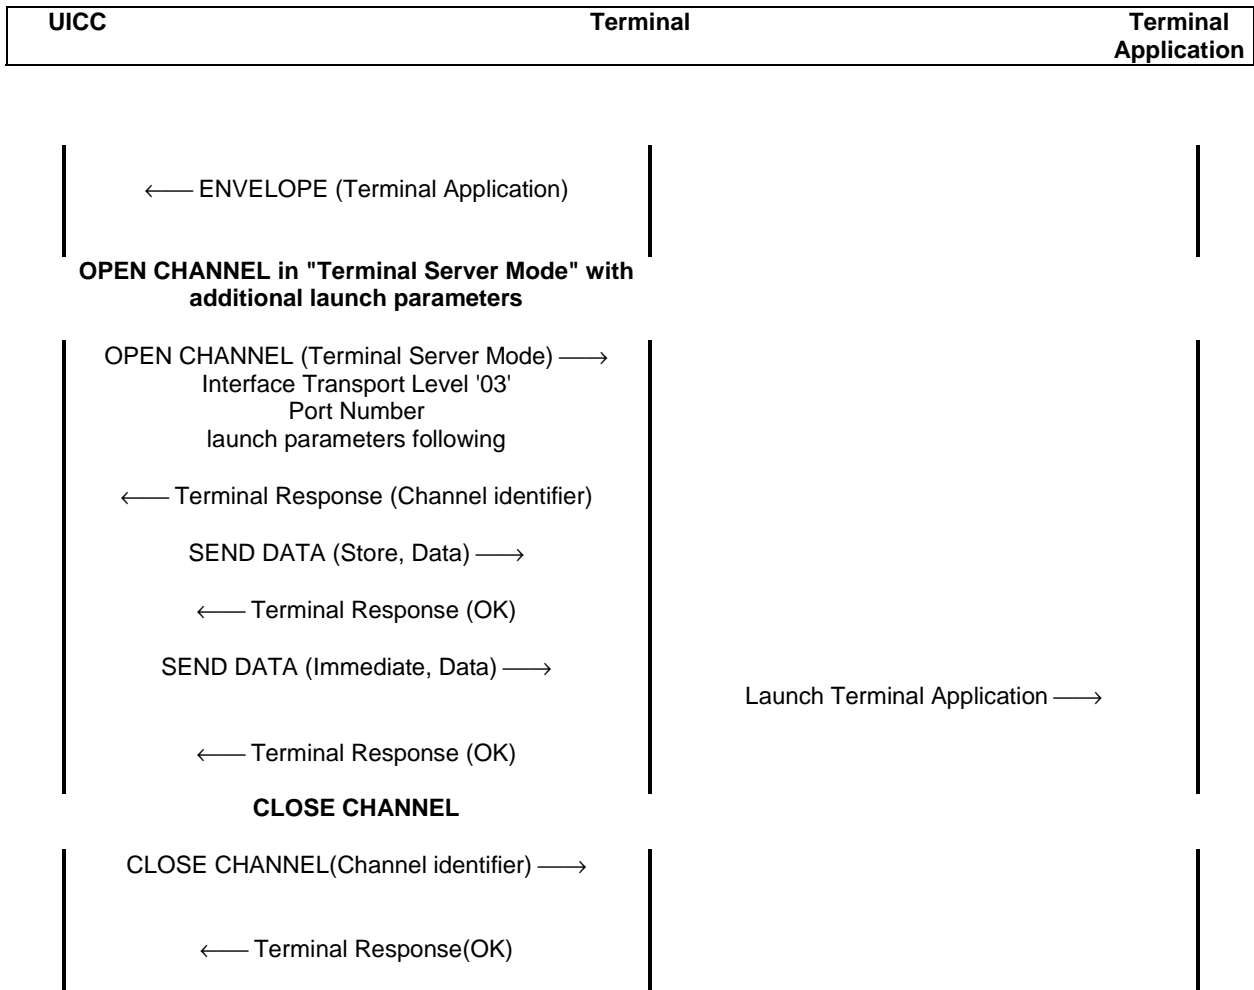 UICC Terminal Terminal
Application
←── ENVELOPE (Terminal Application)
OPEN CHANNEL in "Terminal Server Mode" with
additional launch parameters
OPEN CHANNEL (Terminal Server Mode) ──→
Interface Transport Level '03'
Port Number
launch parameters following
←── Terminal Response (Channel identifier)
SEND DATA (Store, Data) ──→
←── Terminal Response (OK)
SEND DATA (Immediate, Data) ──→
Launch Terminal Application ──→
←── Terminal Response (OK)
CLOSE CHANNEL
CLOSE CHANNEL(Channel identifier) ──→
←── Terminal Response(OK)